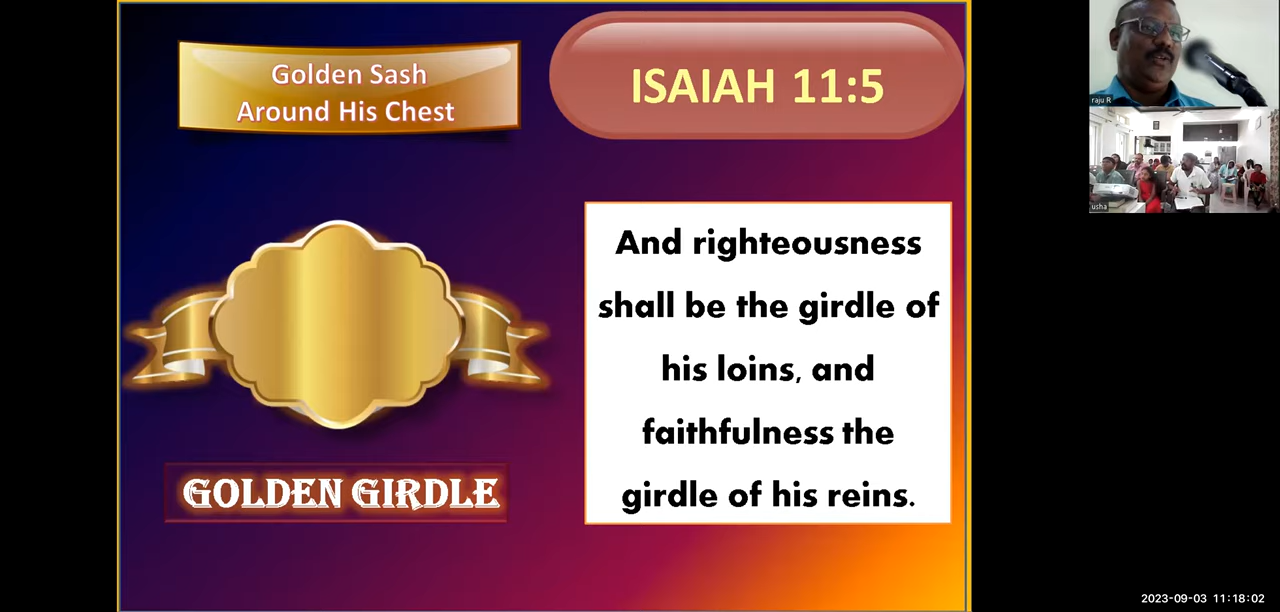 Golden Sash
Around His Chest
ISAIAH 11:5
And righteousness
shall be the girdle of
his loins, and
faithfulness the
girdle of his reins.
GOLDEN GIRDLE
raju R
usha
2023-09-03 11:18:02